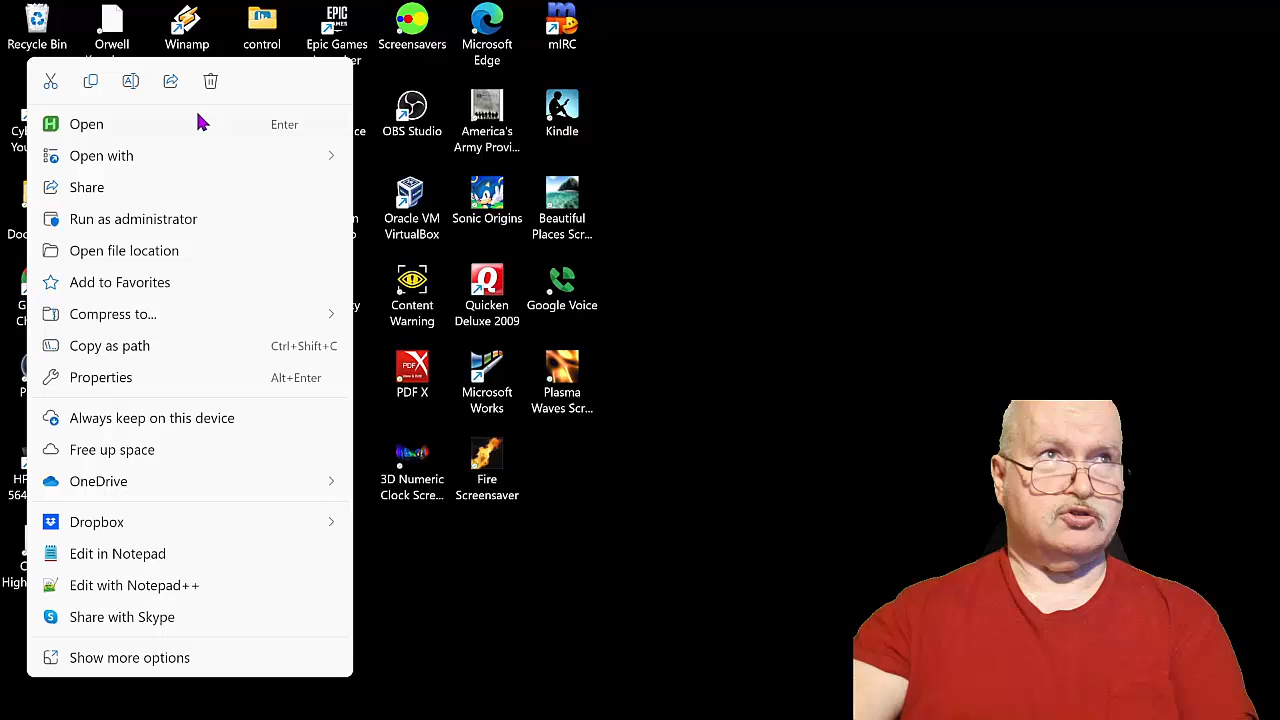 Recycle Bin
Orwell
Winamp
control
EPIC
GAMES
Epic Games
Screensavers
Microsoft
Edge
mIRC
OBS Studio
America's
Army Provi...
Kindle
Oracle VM
VirtualBox
Sonic Origins
Beautiful
Places Scr...
Content
Warning
Quicken
Deluxe 2009
Google Voice
PDF X
Microsoft
Works
Plasma
Waves Scr...
3D Numeric
Clock Scre...
Fire
Screensaver
Open Enter
Open with
Share
Run as administrator
Open file location
Add to Favorites
Compress to...
Copy as path Ctrl+Shift+C
Properties Alt+Enter
Always keep on this device
Free up space
OneDrive
Dropbox
Edit in Notepad
Edit with Notepad++
Share with Skype
Show more options